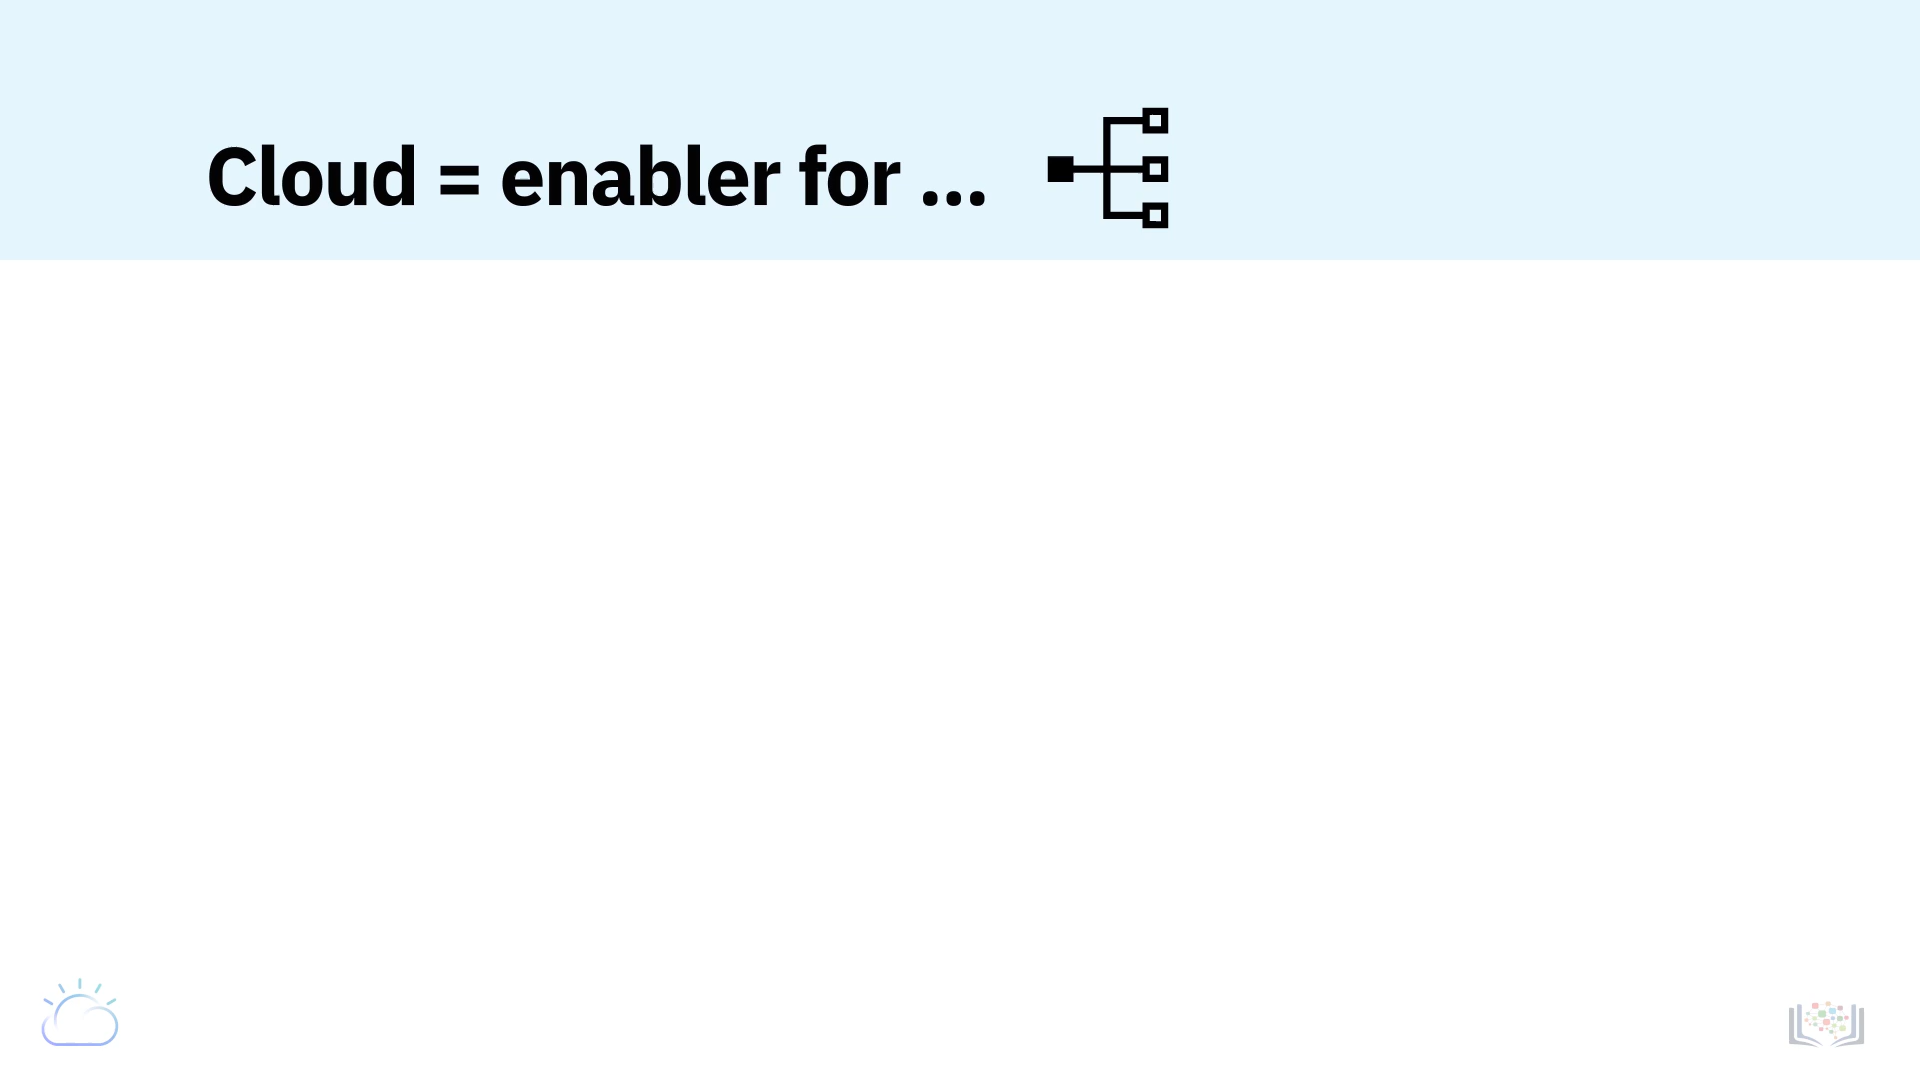 Cloud = enabler for ...